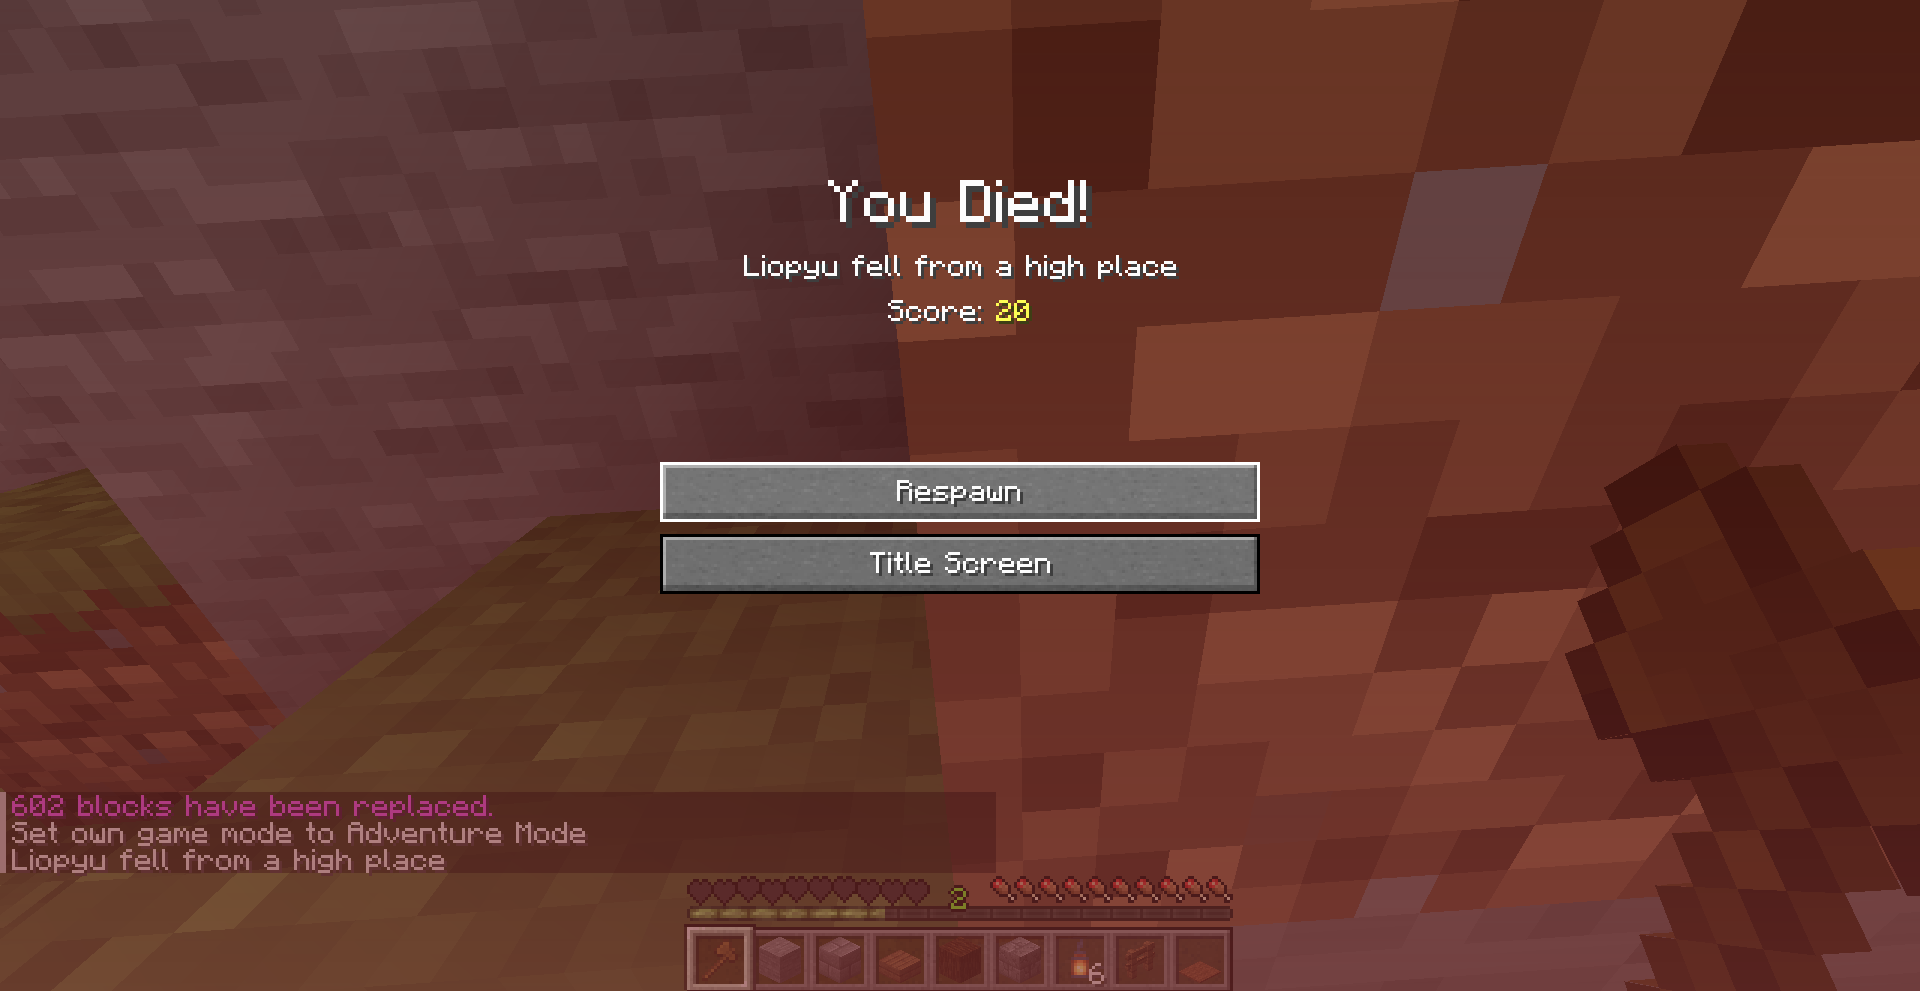 You Died!
Liopyu fell from a high place
Score: 20
Respawn
Title Screen
602 blocks have been replaced.
Set own game mode to Adventure Mode
Liopyu fell from a high place
2
6